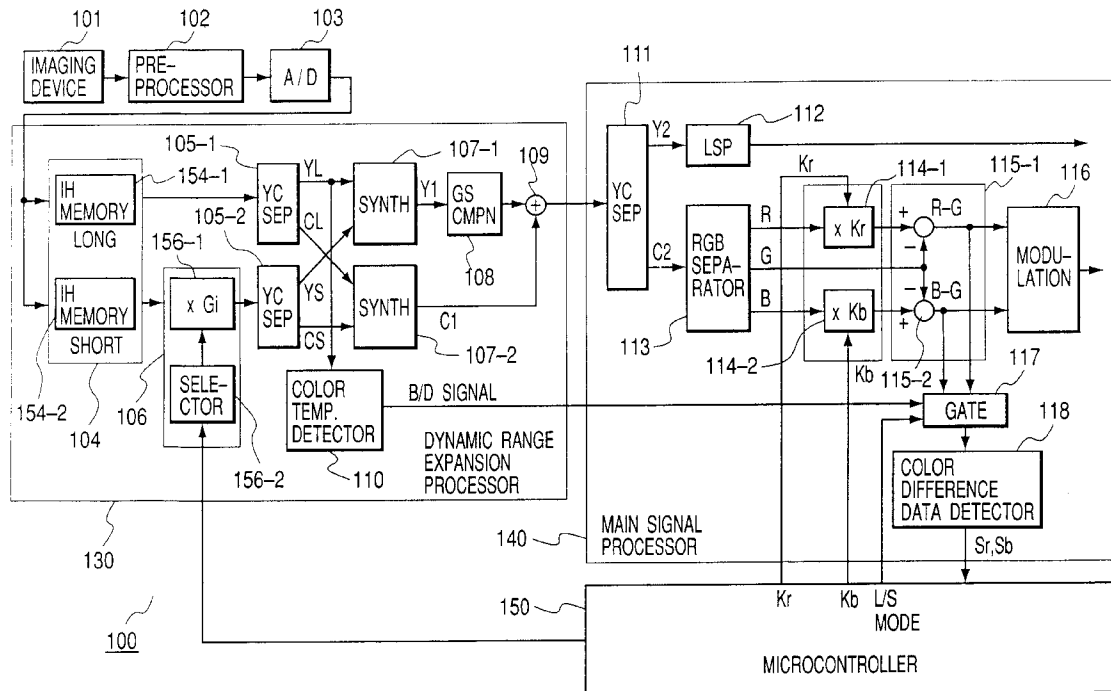 101
102
103
IMAGING
DEVICE
PRE-
PROCESSOR
A/D
111
105-1
YL
107-1
109
Y2
112
LSP
Kr
114-1
115-1
116
154-1
IH
MEMORY
LONG
YC
SEP
105-2
CL
SYNTH
Y1
GS
CMPN
108
+
YC SEP
R
x Kr
+
R-G
−
156-1
YS
C2
RGB
SEPA-
RATOR
G
MODU-
LATION
IH
MEMORY
SHORT
x Gi
YC
SEP
CS
SYNTH
C1
107-2
B
x Kb
−
B-G
+
113
114-2
Kb
115-2
117
154-2
106
SELE-
CTOR
COLOR
TEMP.
DETECTOR
B/D SIGNAL
GATE
118
104
156-2
110
DYNAMIC RANGE
EXPANSION
PROCESSOR
COLOR
DIFFERENCE
DATA DETECTOR
130
140
MAIN SIGNAL
PROCESSOR
Sr,Sb
100
150
Kr
Kb
L/S
MODE
MICROCONTROLLER